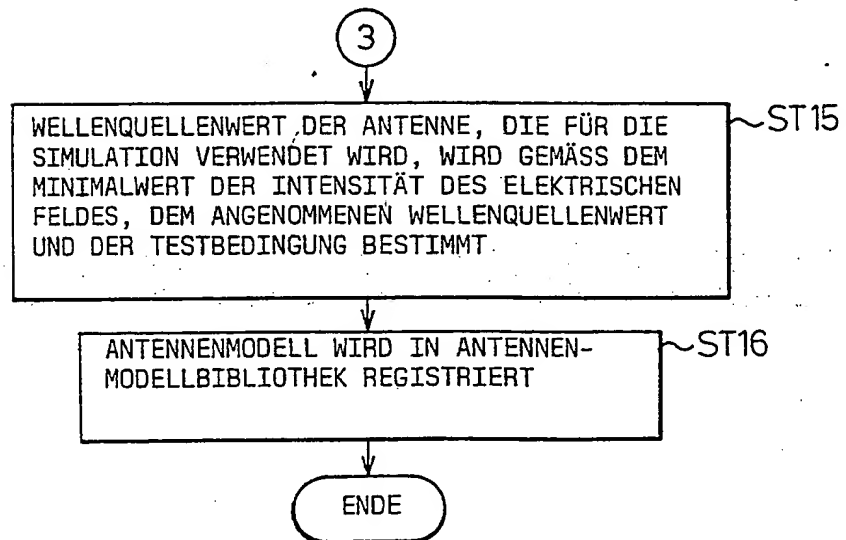 3
WELLENQUELLENWERT DER ANTENNE, DIE FÜR DIE
SIMULATION VERWENDET WIRD, WIRD GEMÄSS DEM
MINIMALWERT DER INTENSITÄT DES ELEKTRISCHEN
FELDES, DEM ANGENOMMENEN WELLENQUELLENWERT
UND DER TESTBEDINGUNG BESTIMMT
ST15
ANTENNENMODELL WIRD IN ANTENNEN-
MODELLBIBLIOTHEK REGISTRIERT
ST16
ENDE